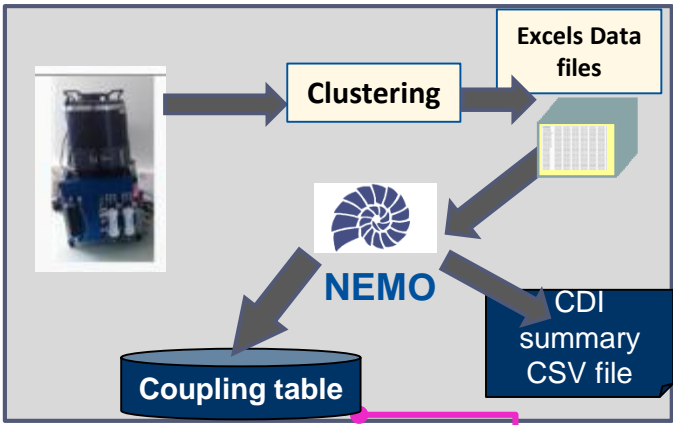 Excels Data
files
Clustering
NEMO
CDI
summary
CSV file
Coupling table